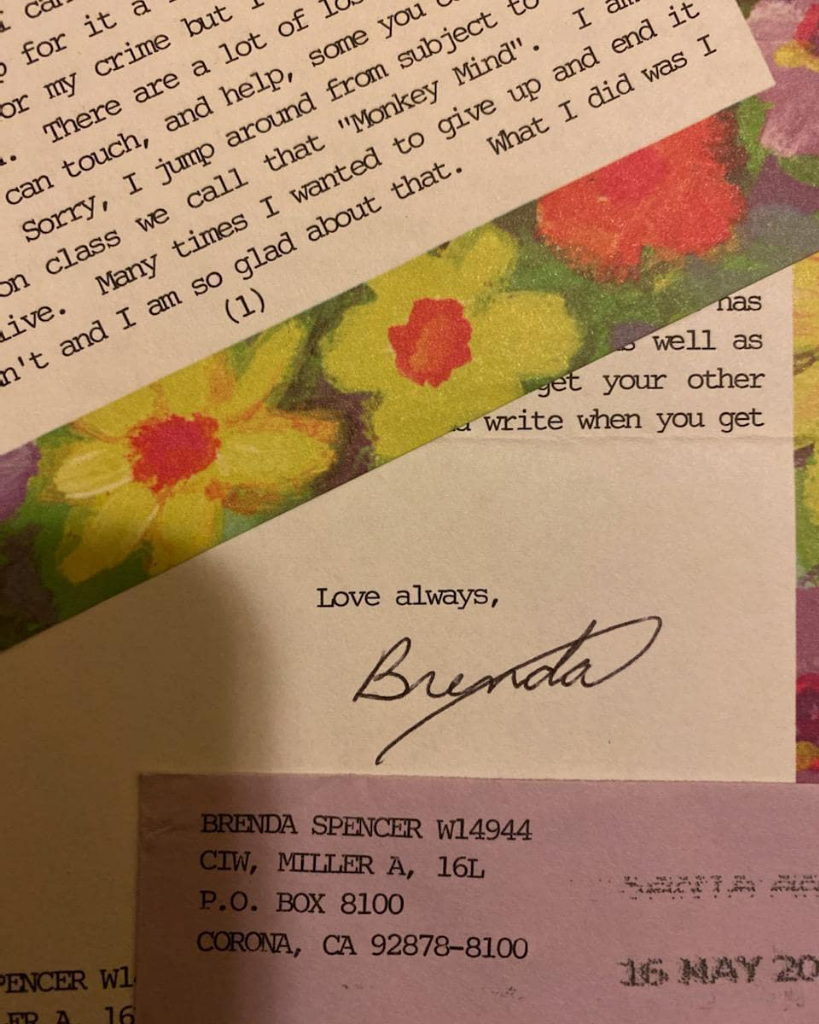 for it a
or my crime but I
There are a lot of
can touch, and help, some you
Sorry, I jump around from subject to
on class we call that "Monkey Mind". I am
Many times I wanted to give up and end it
n't and I am so glad about that. What I did was I
(1)
has
well as
get your other
write when you get
Love always,
Brenda
BRENDA SPENCER W14944
CIW, MILLER A, 16L
P.O. BOX 8100
CORONA, CA 92878-8100
SANTA
16 MAY 20
PENCER W1
ER A, 16